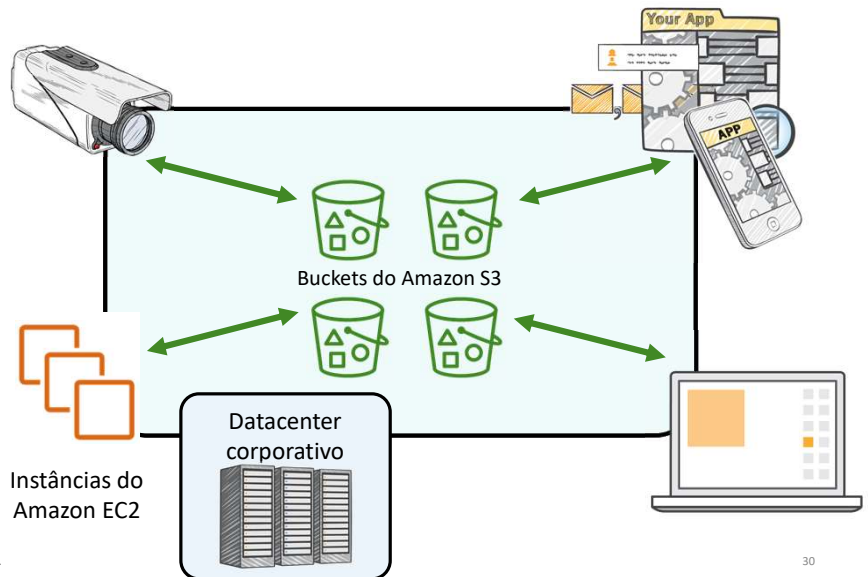 Your App
APP
Buckets do Amazon S3
Datacenter
corporativo
Instâncias do
Amazon EC2
30